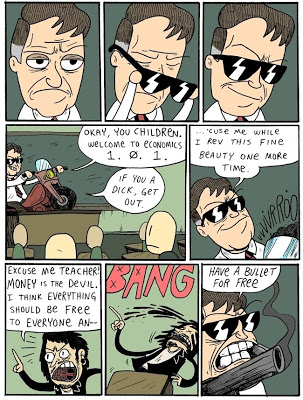 OKAY, YOU CHILDREN.
WELCOME TO ECONOMICS
1. 0. 1.
IF YOU A
DICK, GET
OUT.
...'CUSE ME WHILE
I REV THIS FINE
BEAUTY ONE MORE
TIME.
EXCUSE ME TEACHER!
MONEY IS THE DEVIL.
I THINK EVERYTHING
SHOULD BE FREE
TO EVERYONE AN--
BANG
HAVE A BULLET
FOR FREE